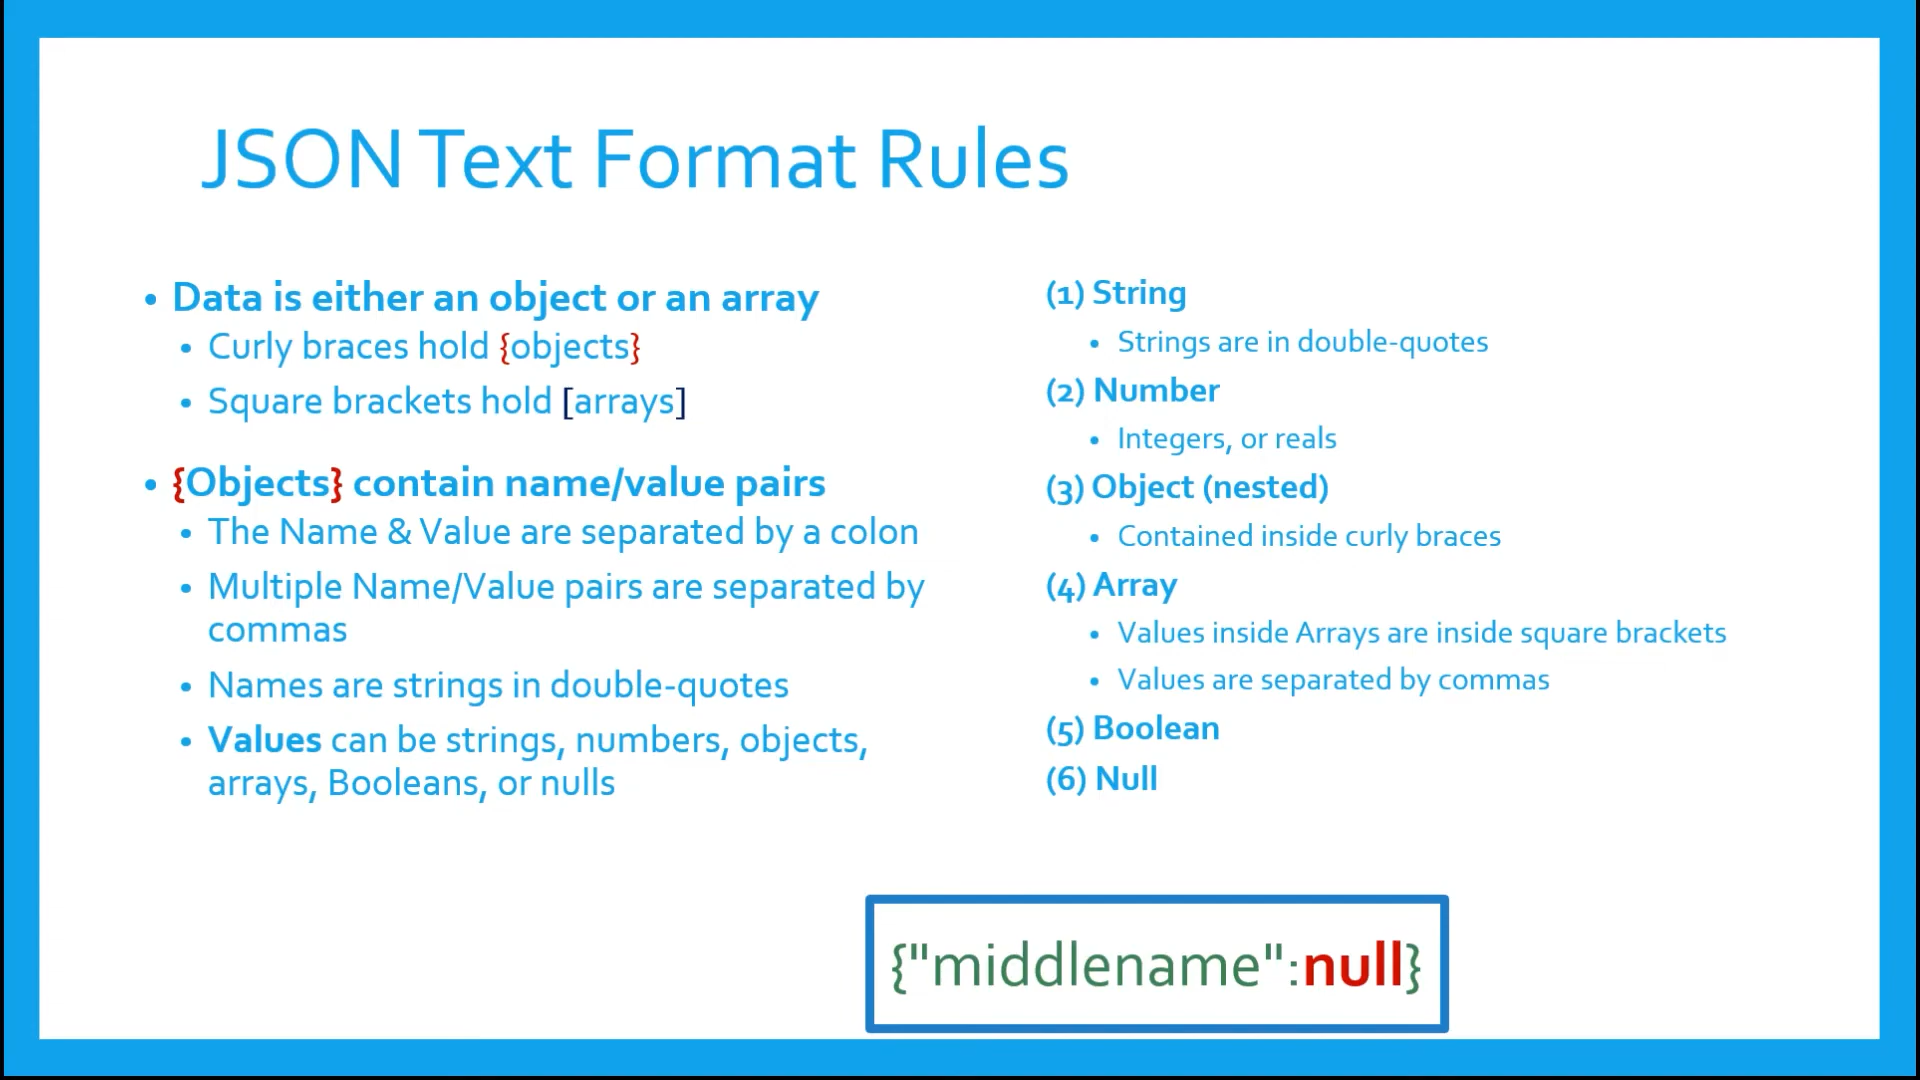 JSON Text Format Rules
• Data is either an object or an array
• Curly braces hold {objects}
• Square brackets hold [arrays]
• {Objects} contain name/value pairs
• The Name & Value are separated by a colon
• Multiple Name/Value pairs are separated by
commas
• Names are strings in double-quotes
• Values can be strings, numbers, objects,
arrays, Booleans, or nulls
(1) String
• Strings are in double-quotes
(2) Number
• Integers, or reals
(3) Object (nested)
• Contained inside curly braces
(4) Array
• Values inside Arrays are inside square brackets
• Values are separated by commas
(5) Boolean
(6) Null
{"middlename":null}